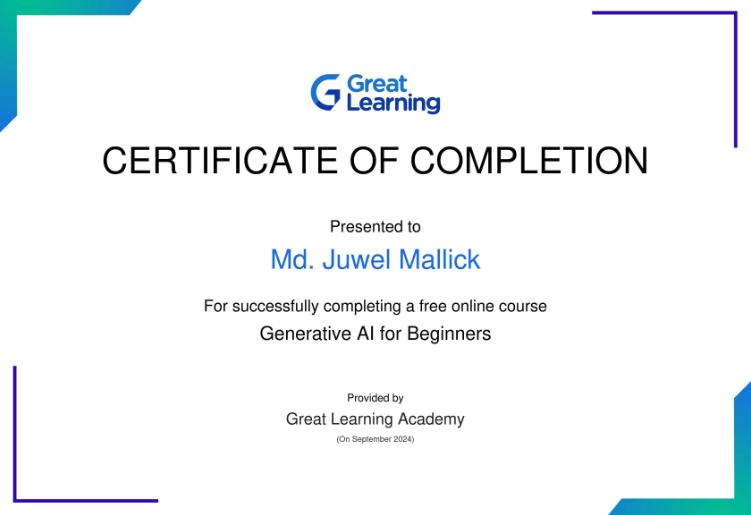 Great
Learning
CERTIFICATE OF COMPLETION
Presented to
Md. Juwel Mallick
For successfully completing a free online course
Generative AI for Beginners
Provided by
Great Learning Academy
(On September 2024)